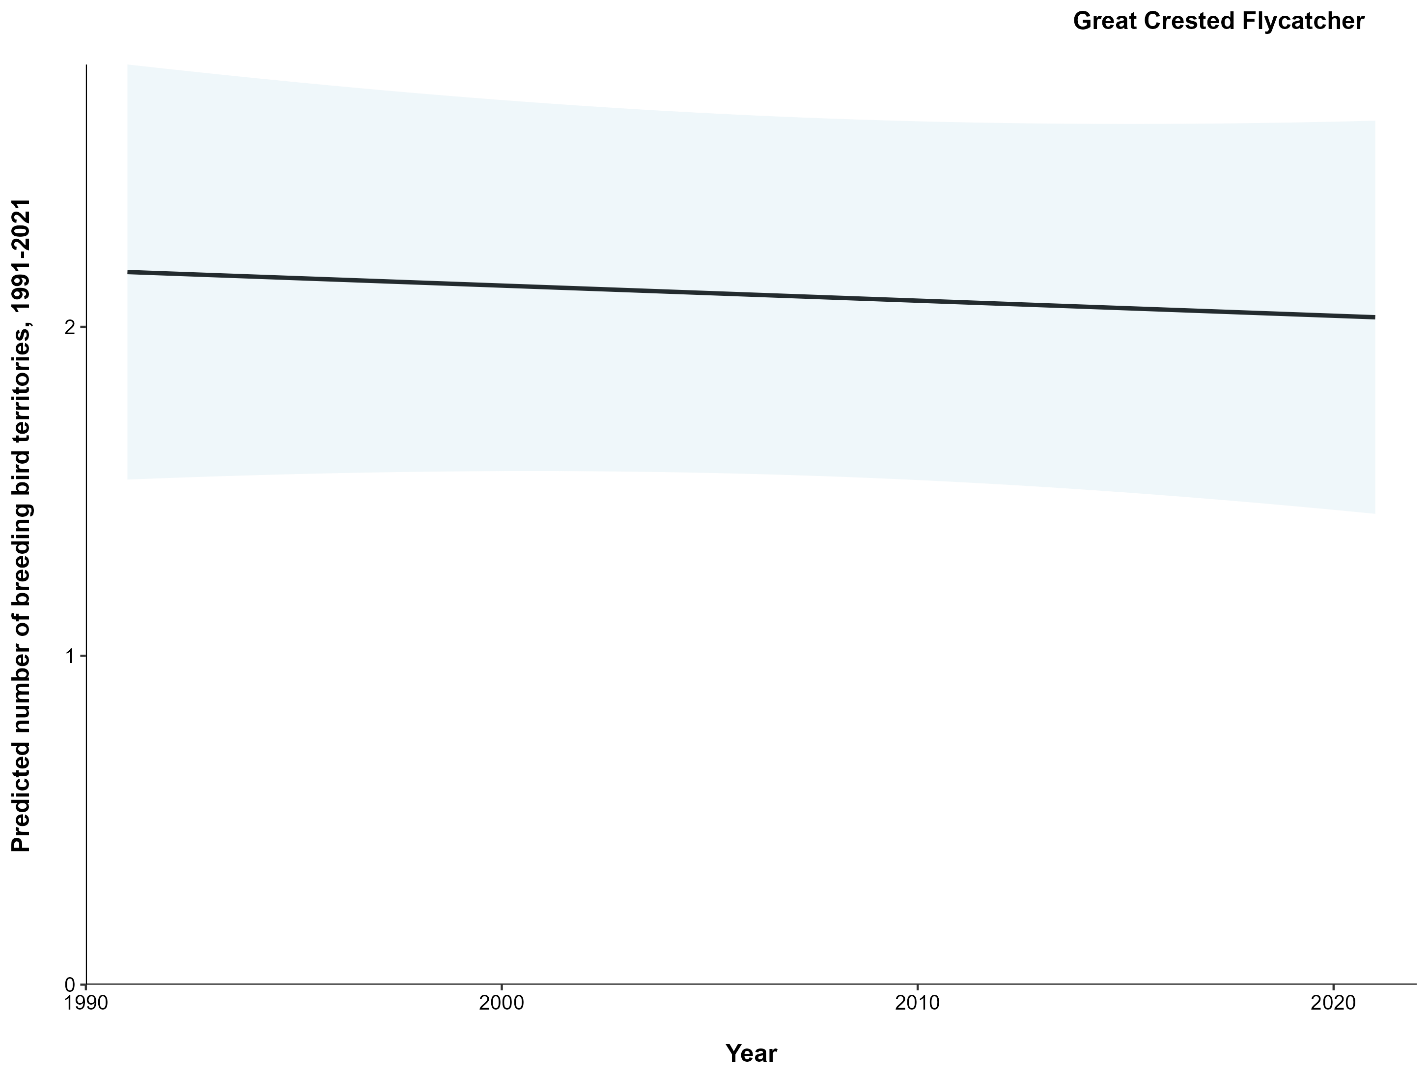 Great Crested Flycatcher
Predicted number of breeding bird territories, 1991-2021
2
1
0
1990
2000
2010
2020
Year